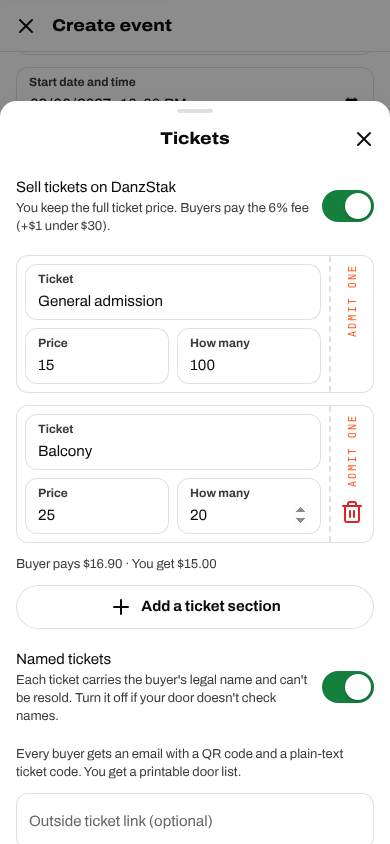 Create event
Start date and time
Tickets
Sell tickets on DanzStak
You keep the full ticket price. Buyers pay the 6% fee
(+$1 under $30).
Ticket
General admission
Price
15
How many
100
ADMIT ONE
Ticket
Balcony
Price
25
How many
20
ADMIT ONE
Buyer pays $16.90 · You get $15.00
Add a ticket section
Named tickets
Each ticket carries the buyer's legal name and can't
be resold. Turn it off if your door doesn't check
names.
Every buyer gets an email with a QR code and a plain-text
ticket code. You get a printable door list.
Outside ticket link (optional)